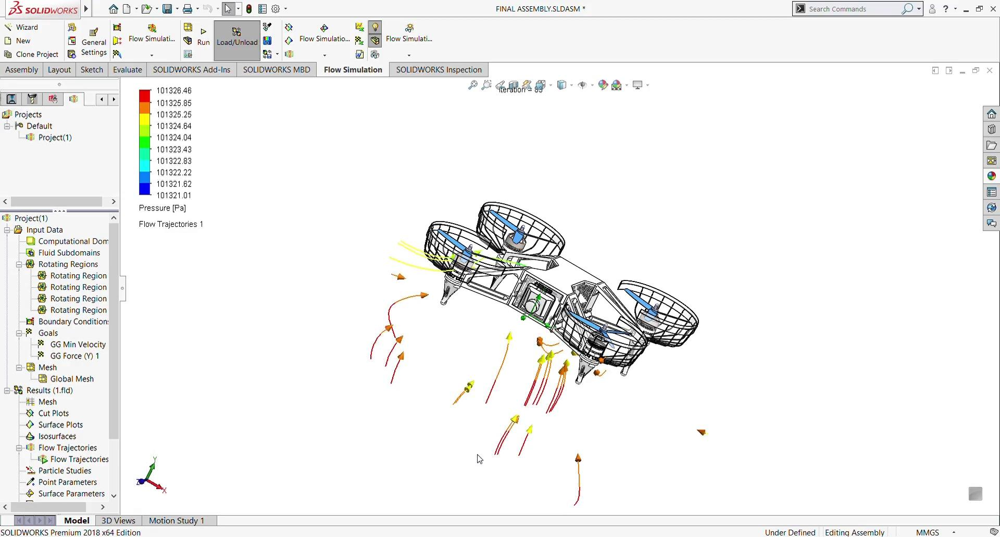 SOLIDWORKS
FINAL ASSEMBLY.SLDASM *
Search Commands
?
Wizard
New
Clone Project
General
Settings
Flow Simulati...
Run
Load/Unload
Flow Simulatio...
Flow Simulati...
Assembly
Layout
Sketch
Evaluate
SOLIDWORKS Add-Ins
SOLIDWORKS MBD
Flow Simulation
SOLIDWORKS Inspection
Projects
Default
Project(1)
Project(1)
Input Data
Computational Dom
Fluid Subdomains
Rotating Regions
Rotating Region
Rotating Region
Rotating Region
Rotating Region
Boundary Conditions
Goals
GG Min Velocity
GG Force (Y) 1
Mesh
Global Mesh
Results (1.fld)
Mesh
Cut Plots
Surface Plots
Isosurfaces
Flow Trajectories
Flow Trajectories
Particle Studies
Point Parameters
Surface Parameters
101326.46
101325.85
101325.25
101324.64
101324.04
101323.43
101322.83
101322.22
101321.62
101321.01
Pressure [Pa]
Flow Trajectories 1
Iteration = 85
Y
Z
X
Model
3D Views
Motion Study 1
SOLIDWORKS Premium 2018 x64 Edition
Under Defined
Editing Assembly
MMGS